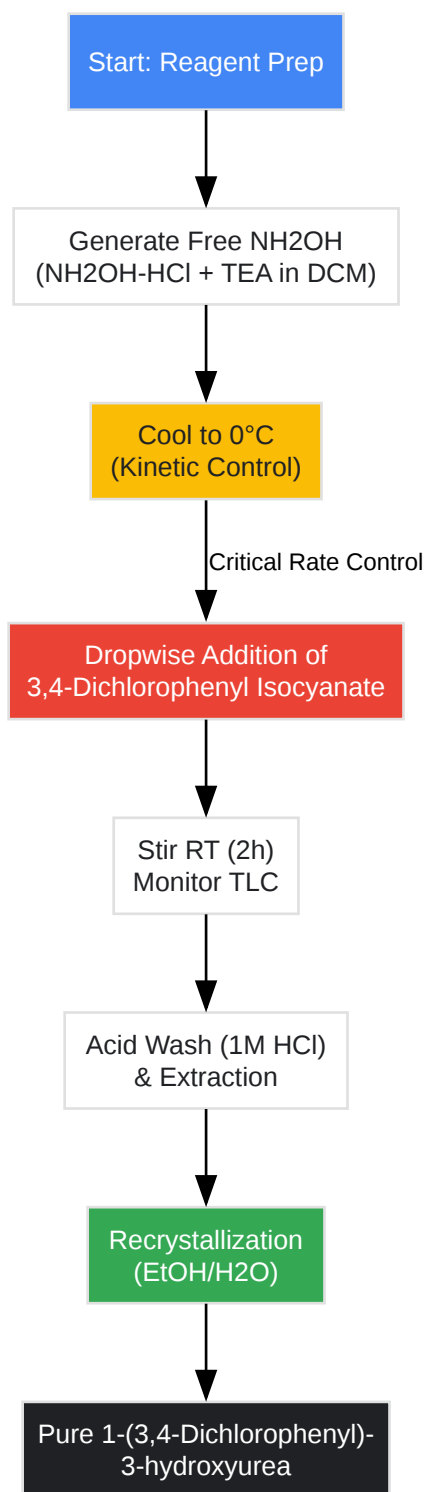 Start: Reagent Prep
Generate Free NH2OH
(NH2OH-HCl + TEA in DCM)
Cool to 0°C
(Kinetic Control)
Critical Rate Control
Dropwise Addition of
3,4-Dichlorophenyl Isocyanate
Stir RT (2h)
Monitor TLC
Acid Wash (1M HCl)
& Extraction
Recrystallization
(EtOH/H2O)
Pure 1-(3,4-Dichlorophenyl)-
3-hydroxyurea